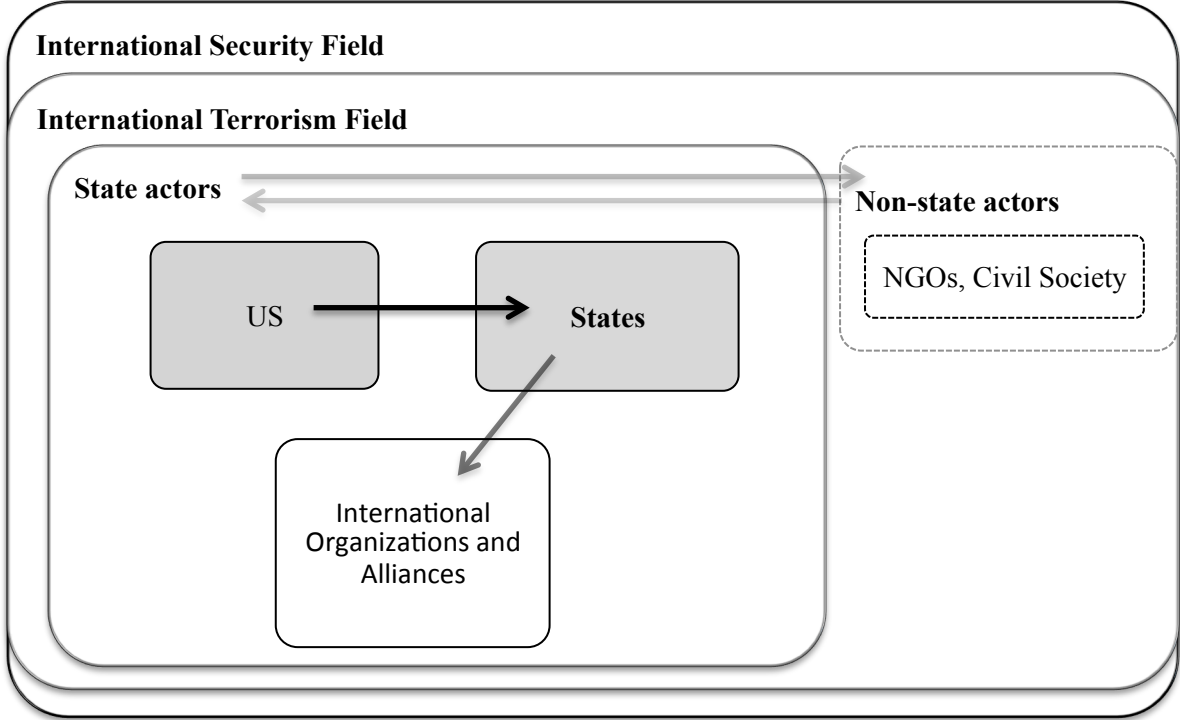 International Security Field
International Terrorism Field
State actors
Non-state actors
NGOs, Civil Society
US
States
International
Organizations and
Alliances